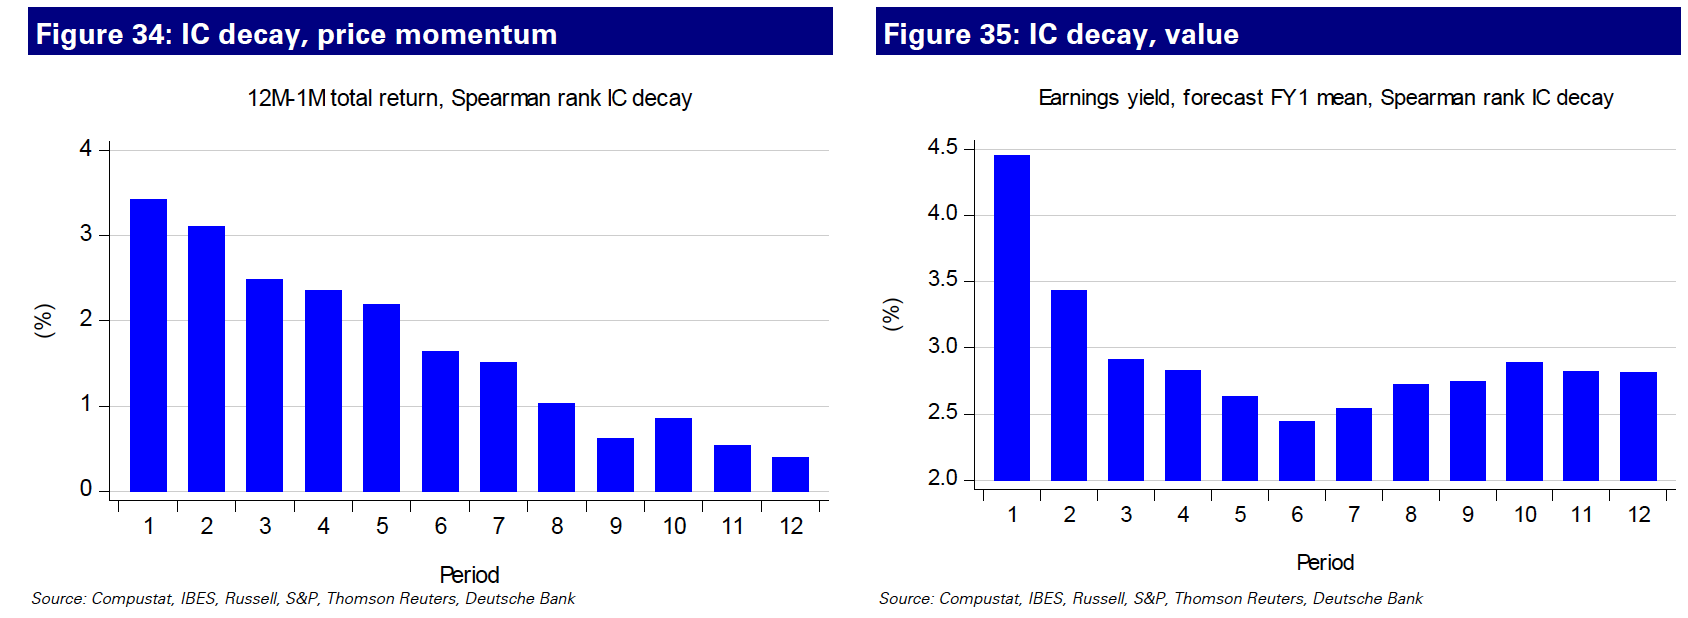 Figure 34: IC decay, price momentum
12M-1M total return, Spearman rank IC decay
4
3
2
1
0
(%)
1 2 3 4 5 6 7 8 9 10 11 12
Period
Source: Compustat, IBES, Russell, S&P, Thomson Reuters, Deutsche Bank
Figure 35: IC decay, value
Earnings yield, forecast FY1 mean, Spearman rank IC decay
4.5
4.0
3.5
3.0
2.5
2.0
(%)
1 2 3 4 5 6 7 8 9 10 11 12
Period
Source: Compustat, IBES, Russell, S&P, Thomson Reuters, Deutsche Bank